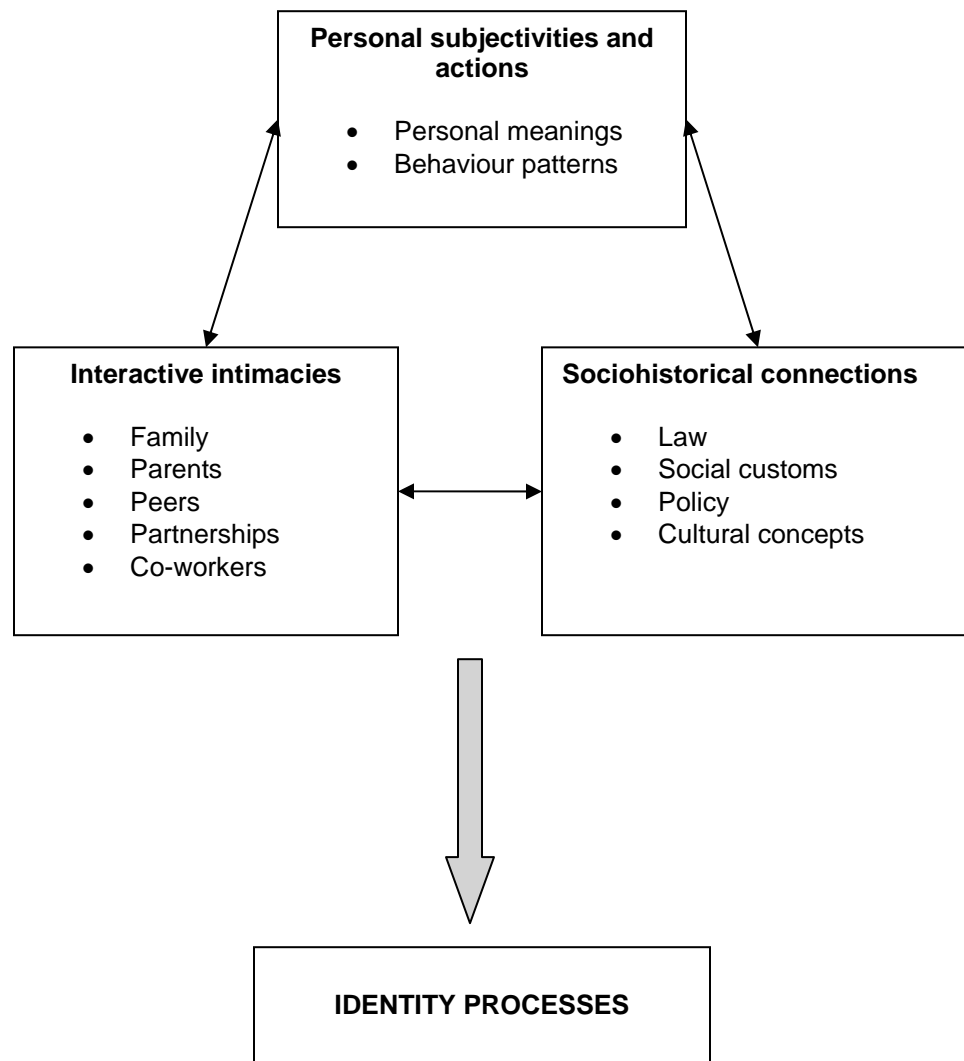 Personal subjectivities and
actions
• Personal meanings
• Behaviour patterns
Interactive intimacies
• Family
• Parents
• Peers
• Partnerships
• Co-workers
Sociohistorical connections
• Law
• Social customs
• Policy
• Cultural concepts
IDENTITY PROCESSES